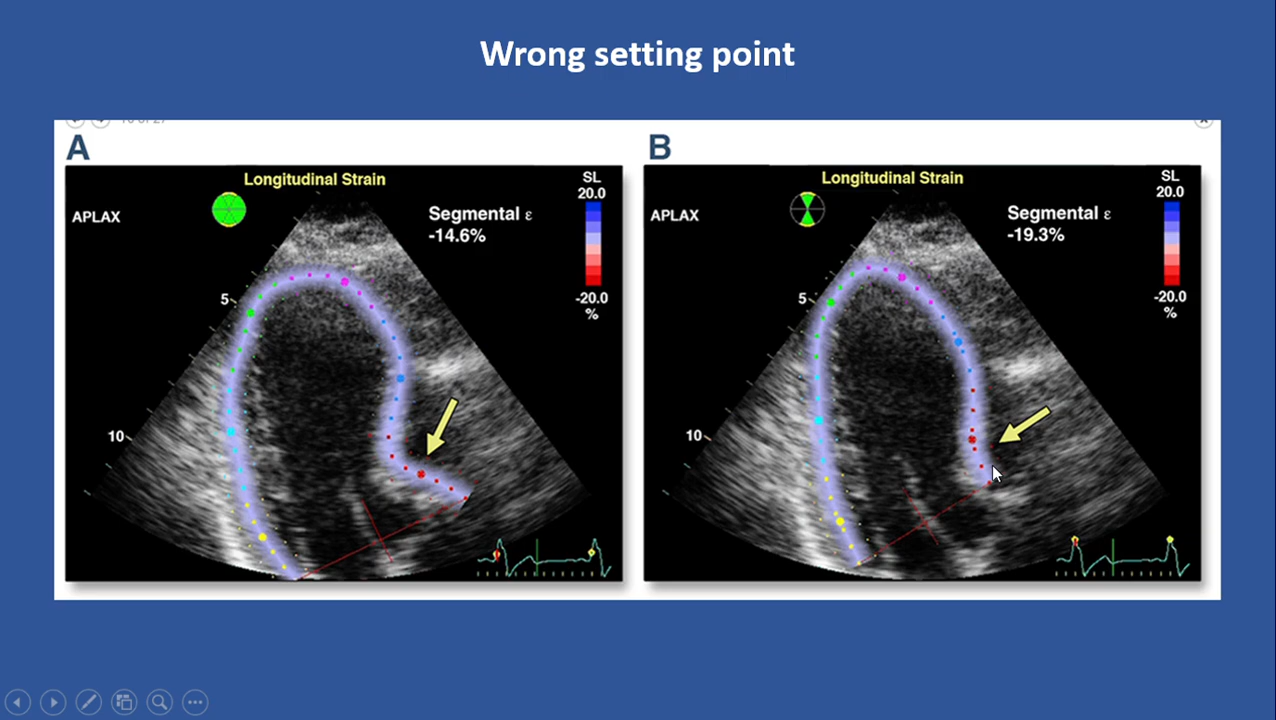 Wrong setting point
A
Longitudinal Strain
APLAX
Segmental ε
-14.6%
SL
20.0
-20.0
%
5
10
B
Longitudinal Strain
APLAX
Segmental ε
-19.3%
SL
20.0
-20.0
%
5
10